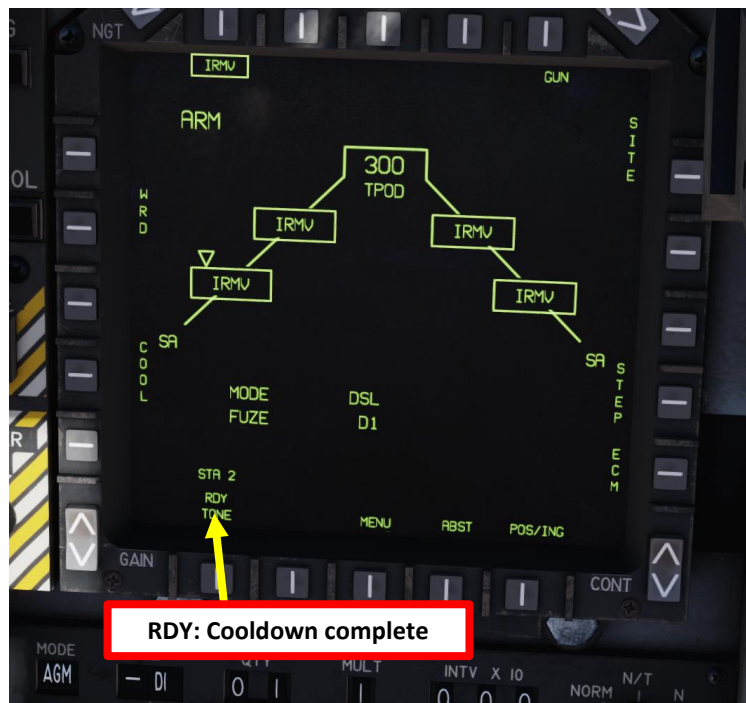 NGT
IRMV
GUN
ARM
SITE
300
TPOD
OL
WRD
IRMV
IRMV
IRMV
IRMV
SA
SA
COOL
STEP
MODE
DSL
FUZE
D1
R
ECM
STA 2
RDY
TONE
MENU
ABST
POS/ING
GAIN
CONT
RDY: Cooldown complete
MODE
QTY
MULT
INTV X 10
N/T
AGM
DI
0 1
1
0 0 0
NORM
N